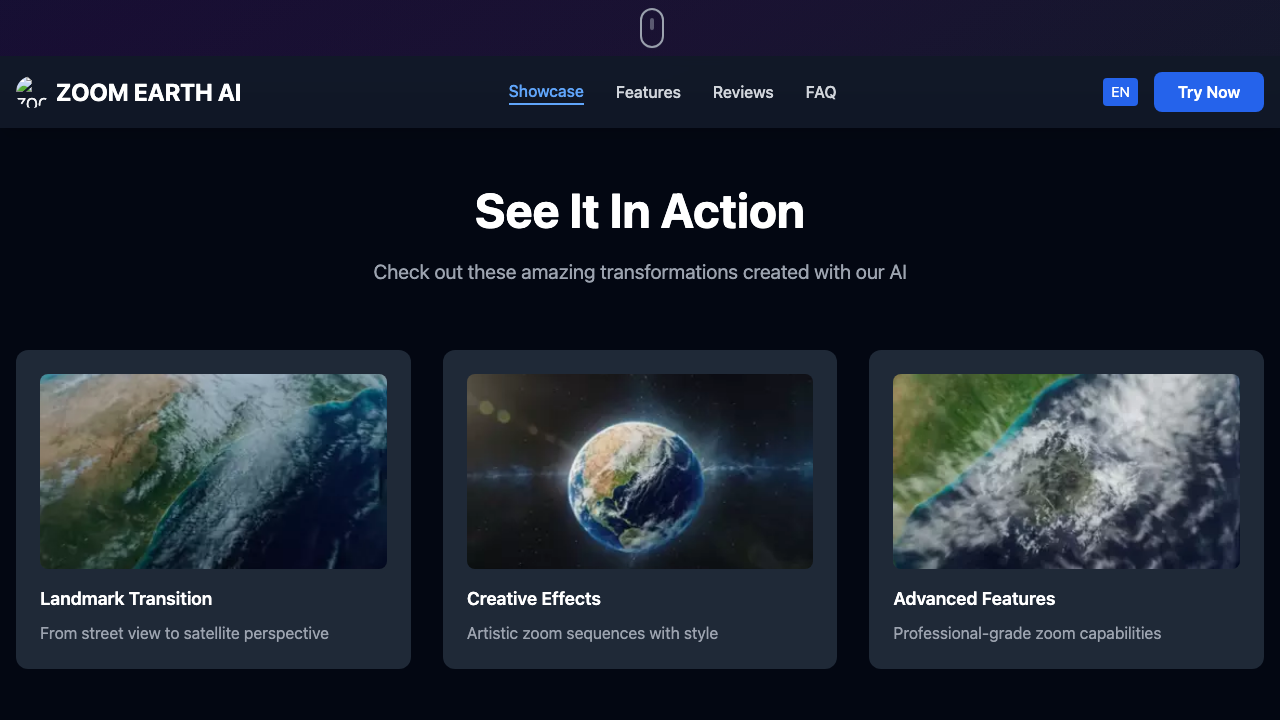 ZOOM EARTH AI
Showcase
Features
Reviews
FAQ
EN
Try Now
See It In Action
Check out these amazing transformations created with our AI
Landmark Transition
From street view to satellite perspective
Creative Effects
Artistic zoom sequences with style
Advanced Features
Professional-grade zoom capabilities